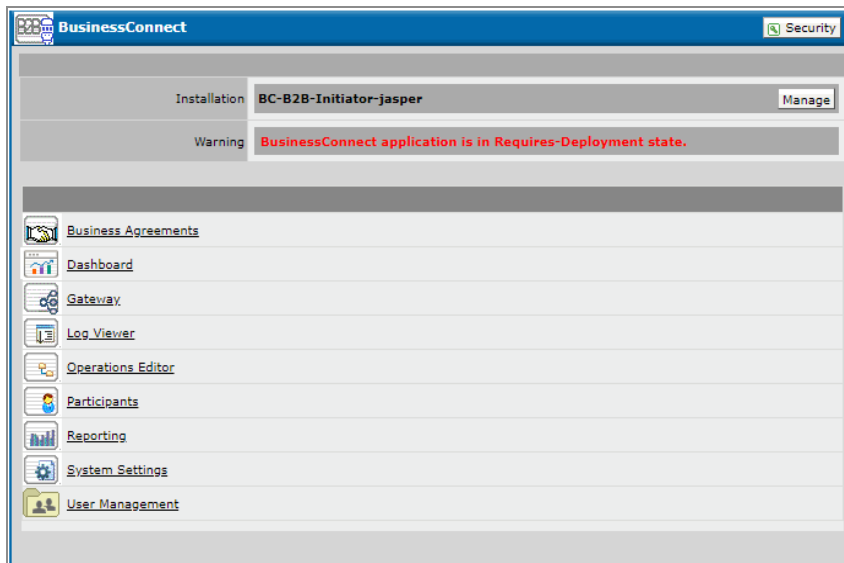 B2B BusinessConnect Security
Installation BC-B2B-Initiator-jasper Manage
Warning BusinessConnect application is in Requires-Deployment state.
Business Agreements
Dashboard
Gateway
Log Viewer
Operations Editor
Participants
Reporting
System Settings
User Management